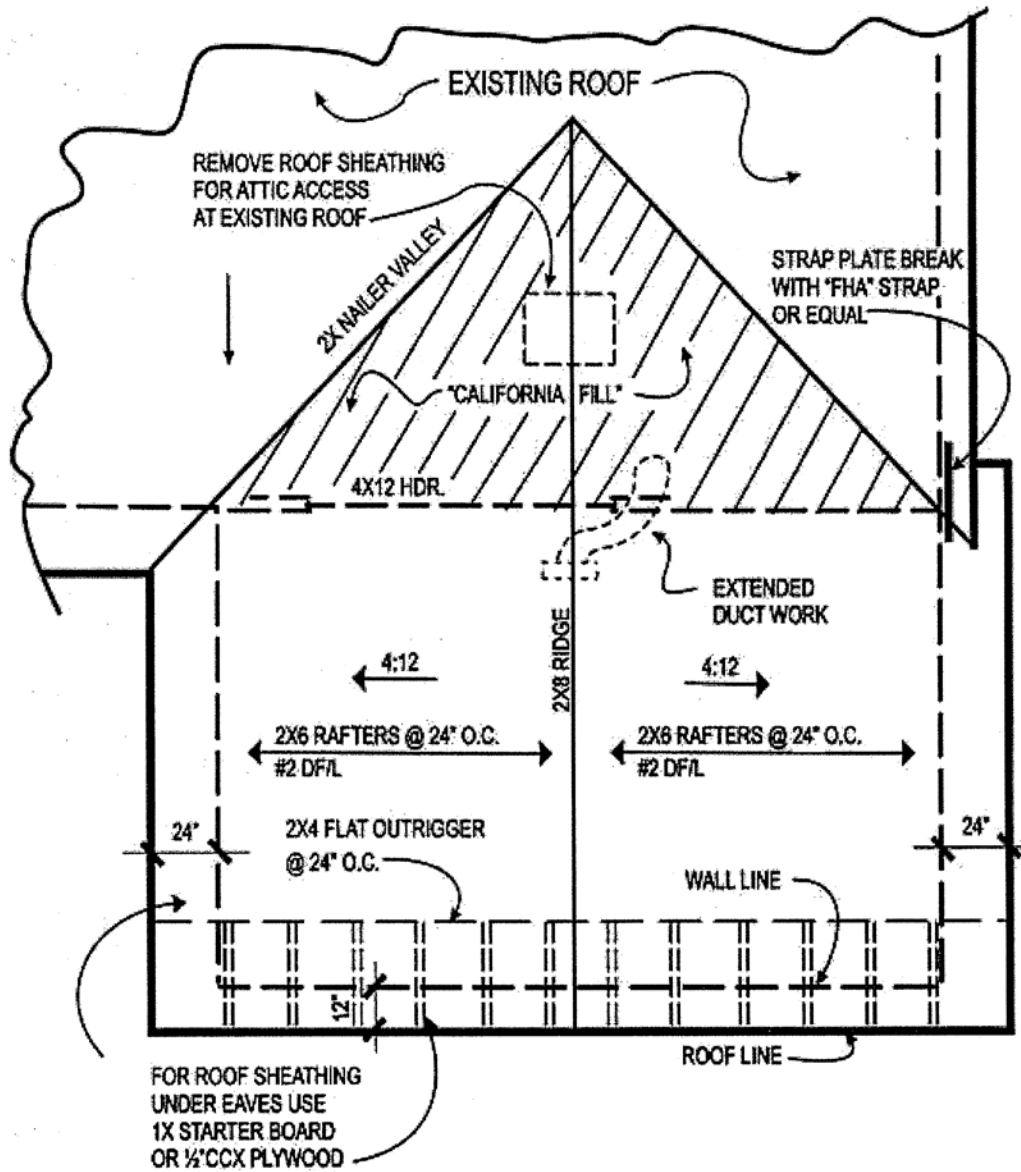 EXISTING ROOF
REMOVE ROOF SHEATHING
FOR ATTIC ACCESS
AT EXISTING ROOF
2X NAILER VALLEY
STRAP PLATE BREAK
WITH "FHA" STRAP
OR EQUAL
"CALIFORNIA FILL"
4X12 HDR.
EXTENDED
DUCT WORK
2X8 RIDGE
4:12
4:12
2X6 RAFTERS @ 24" O.C.
#2 DF/L
2X6 RAFTERS @ 24" O.C.
#2 DF/L
24"
2X4 FLAT OUTRIGGER
@ 24" O.C.
24"
WALL LINE
12"
ROOF LINE
FOR ROOF SHEATHING
UNDER EAVES USE
1X STARTER BOARD
OR ½"CCX PLYWOOD